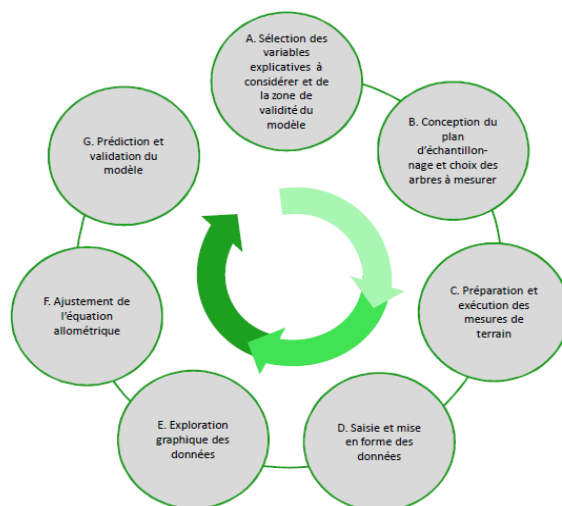 A. Sélection des
variables
explicatives à
considérer et de
la zone de
validité du
modèle
B. Conception du
plan
d'échantillon-
nage et choix des
arbres à mesurer
C. Préparation et
exécution des
mesures de
terrain
D. Saisie et mise
en forme des
données
E. Exploration
graphique des
données
F. Ajustement de
l'équation
allométrique
G. Prédiction et
validation du
modèle